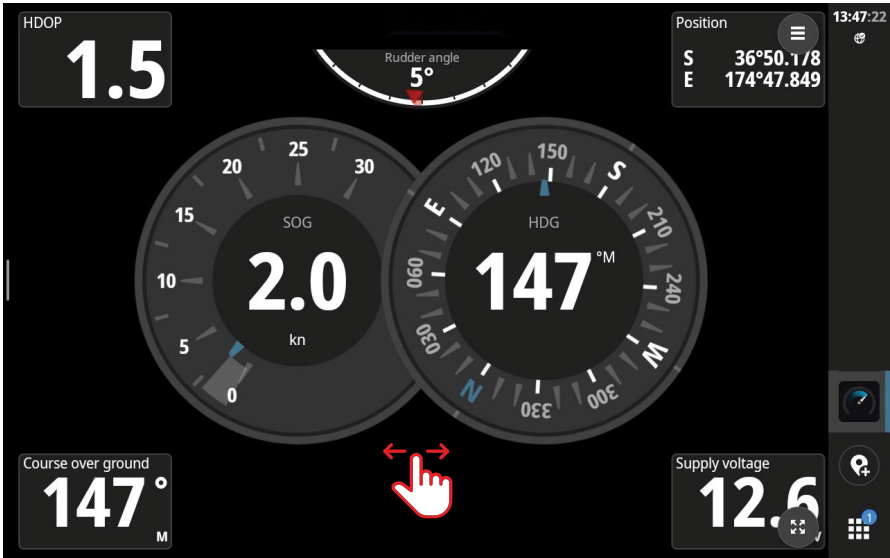 HDOP
1.5
Rudder angle
5°
Position
S 36°50.178
E 174°47.849
13:47:22
25
20
30
15
10
5
0
SOG
2.0
kn
150
120
S
E
210
060
240
030
W
N
300
330
HDG
147 °M
Course over ground
147°
M
Supply voltage
12.6
V
1